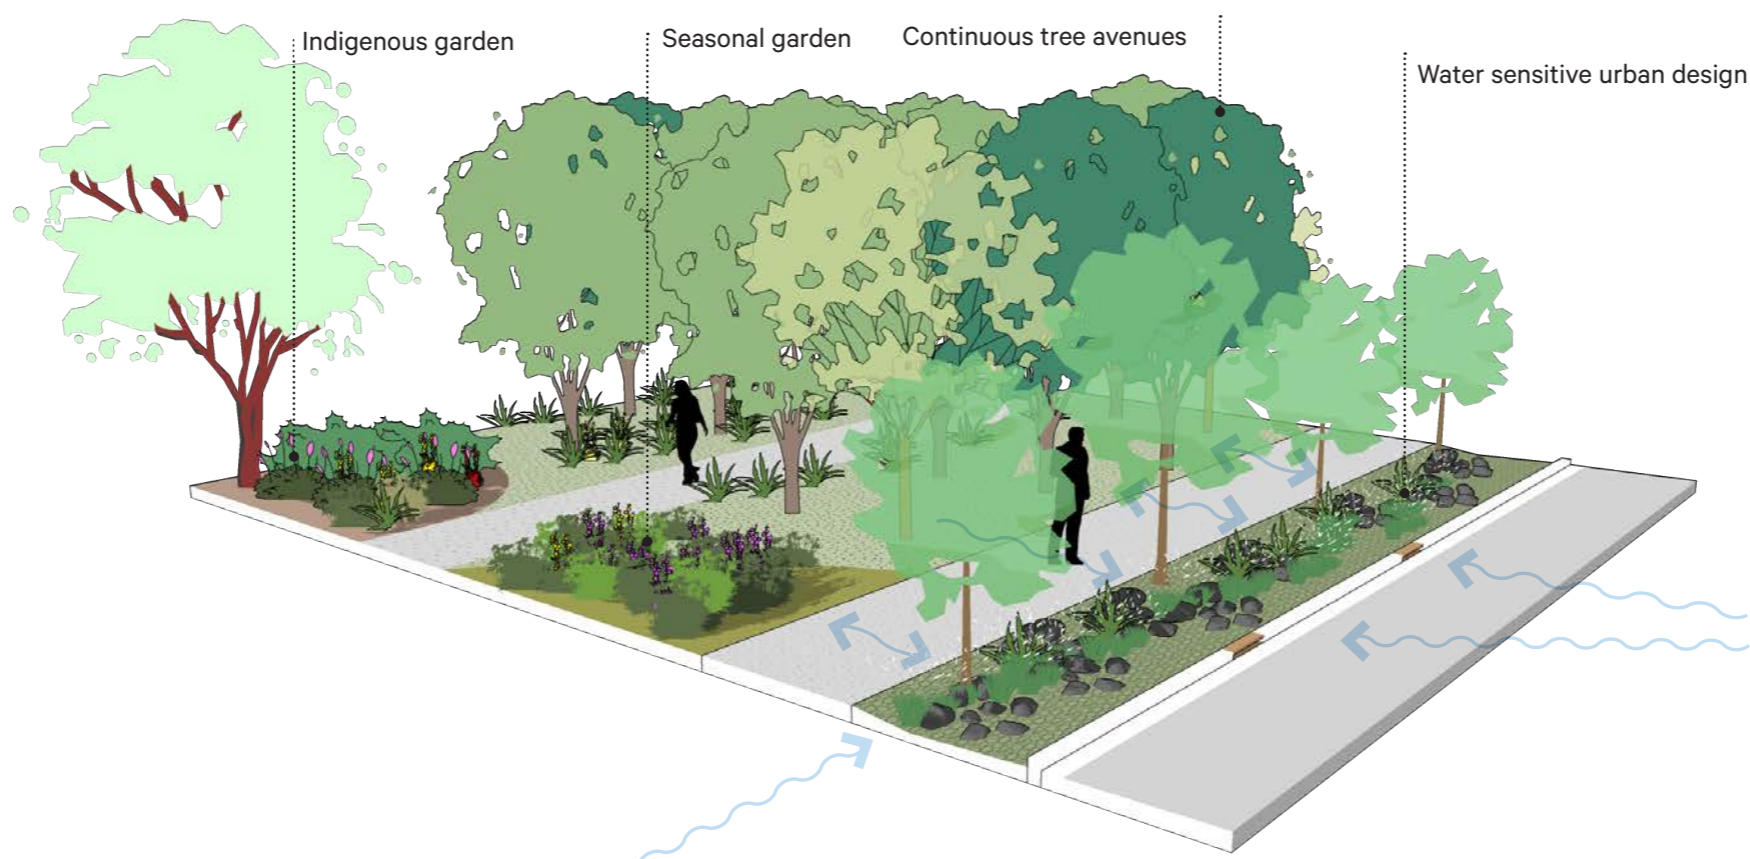 Indigenous garden
Seasonal garden
Continuous tree avenues
Water sensitive urban design